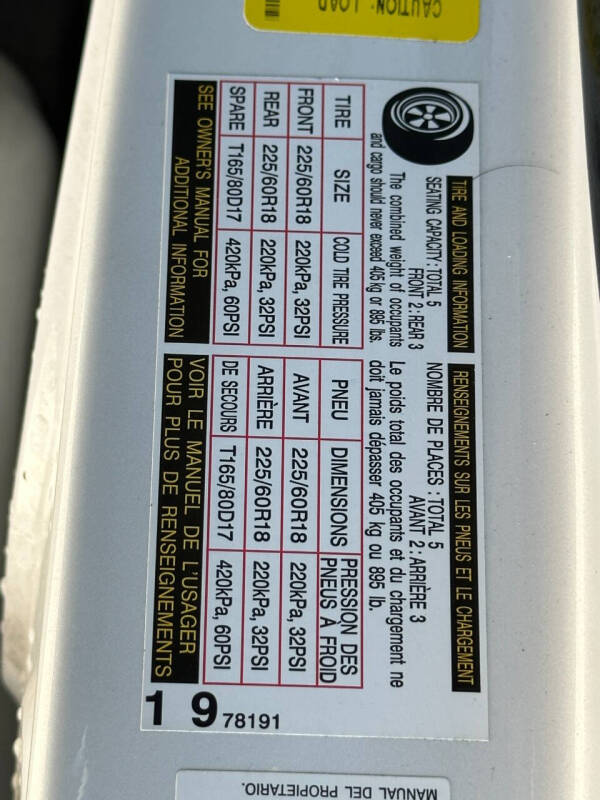 CAUTION: LOAD
TIRE AND LOADING INFORMATION
SEATING CAPACITY : TOTAL 5
FRONT 2 : REAR 3
The combined weight of occupants
and cargo should never exceed 405 kg or 895 lbs.
TIRE SIZE COLD TIRE PRESSURE
FRONT 225/60R18 220kPa, 32PSI
REAR 225/60R18 220kPa, 32PSI
SPARE T165/80D17 420kPa, 60PSI
SEE OWNER'S MANUAL FOR
ADDITIONAL INFORMATION
RENSEIGNEMENTS SUR LES PNEUS ET LE CHARGEMENT
NOMBRE DE PLACES : TOTAL 5
AVANT 2 : ARRIÈRE 3
Le poids total des occupants et du chargement ne
doit jamais dépasser 405 kg ou 895 lb.
PNEU DIMENSIONS PRESSION DES PNEUS À FROID
AVANT 225/60R18 220kPa, 32PSI
ARRIÈRE 225/60R18 220kPa, 32PSI
DE SECOURS T165/80D17 420kPa, 60PSI
VOIR LE MANUEL DE L'USAGER
POUR PLUS DE RENSEIGNEMENTS
1 9 78191
MANUAL DEL PROPIETARIO.